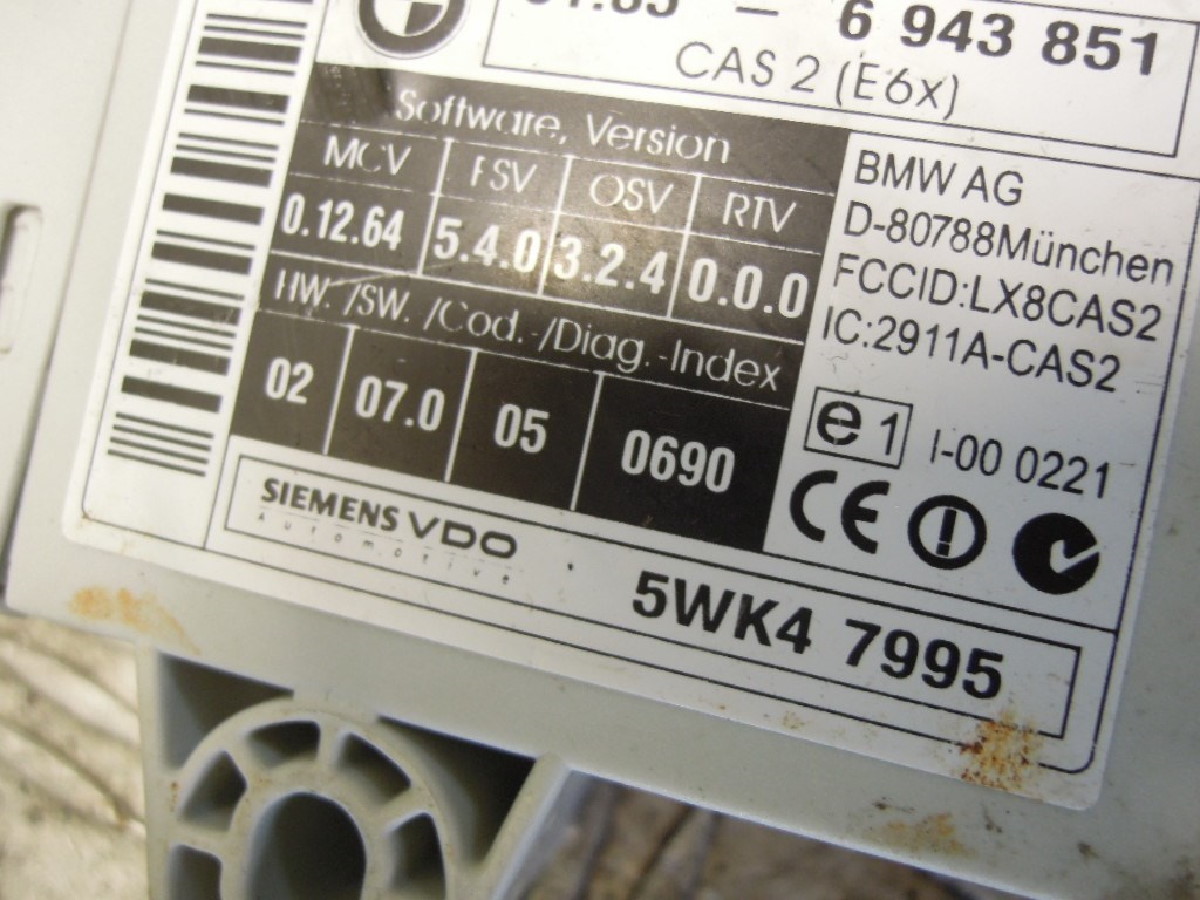 – 6 943 851
CAS 2 (E6x)
Software, Version
MCV FSV OSV RTV
0.12.64 5.4.0 3.2.4 0.0.0
HW. /SW. /Cod.-/Diag.-Index
02 07.0 05 0690
BMW AG
D-80788München
FCCID:LX8CAS2
IC:2911A-CAS2
e1 I-00 0221
CE
SIEMENS VDO
Automotive
5WK4 7995